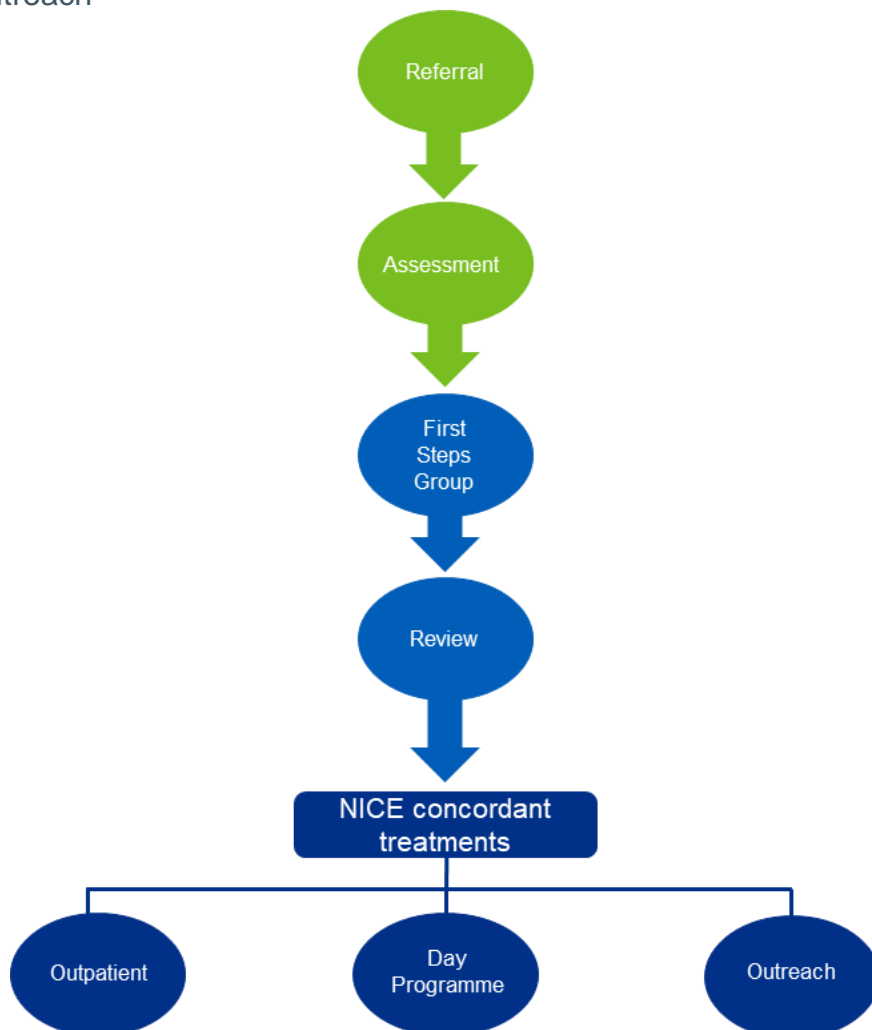 Referral
Assessment
First
Steps
Group
Review
NICE concordant
treatments
Outpatient
Day
Programme
Outreach